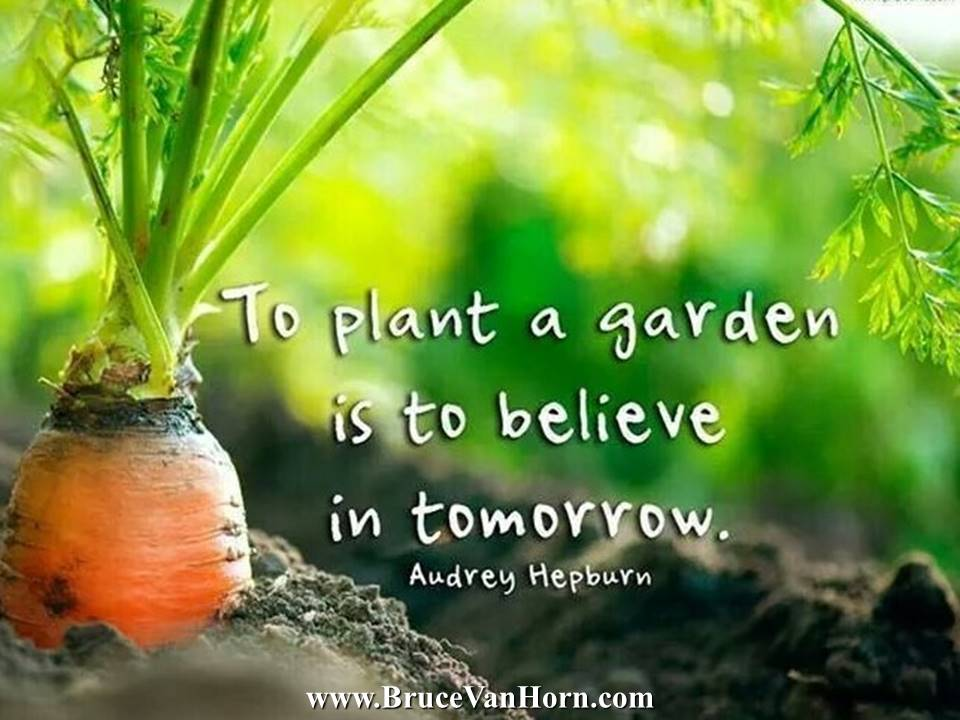 To plant a garden
is to believe
in tomorrow.
Audrey Hepburn
www.BruceVanHorn.com